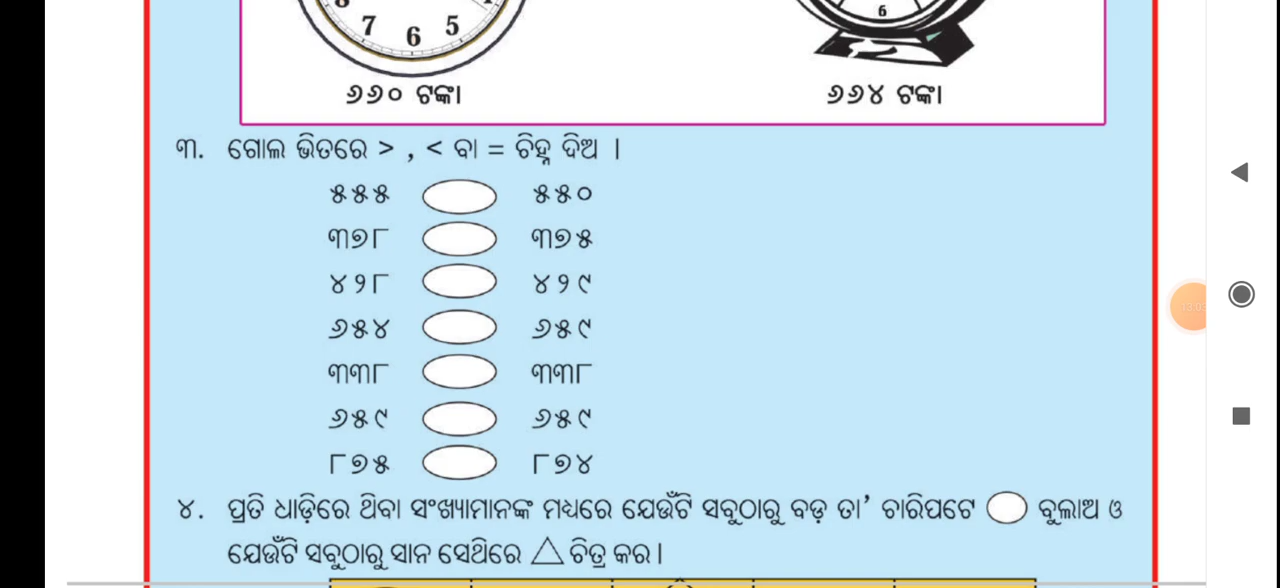 8
7 6 5
6
୬୬୦ ଟଙ୍କା
୬୬୪ ଟଙ୍କା
୩. ଗୋଲ ଭିତରେ > , < ବା = ଚିହ୍ନ ଦିଅ ।
୫୫୫ ୫୫୦
୩୭୮ ୩୭୫
୪୨୮ ୪୨୯
୬୫୪ ୬୫୯
୩୩୮ ୩୩୮
୬୫୯ ୬୫୯
୮୭୫ ୮୭୪
୪. ପ୍ରତି ଧାଡ଼ିରେ ଥିବା ସଂଖ୍ୟାମାନଙ୍କ ମଧ୍ୟରେ ଯେଉଁଟି ସବୁଠାରୁ ବଡ଼ ତା’ ଚାରିପଟେ ବୁଲାଅ ଓ
ଯେଉଁଟି ସବୁଠାରୁ ସାନ ସେଥିରେ △ ଚିତ୍ର କର।